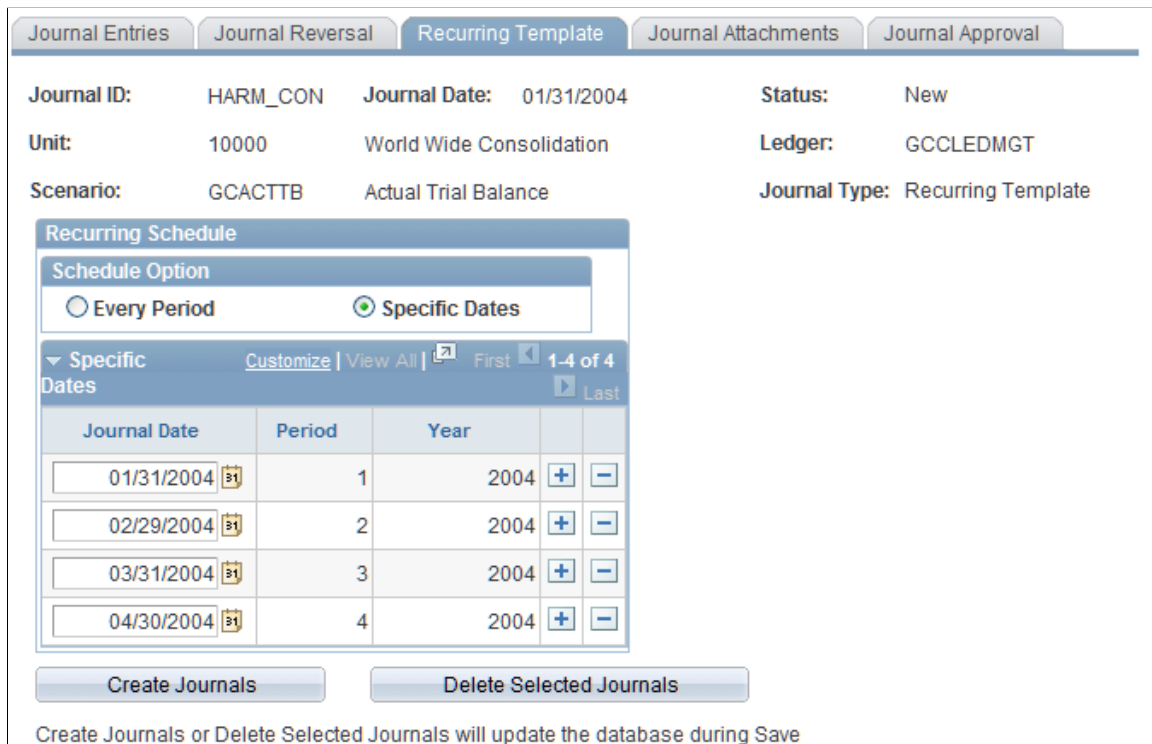 Journal Entries Journal Reversal Recurring Template Journal Attachments Journal Approval
Journal ID: HARM_CON Journal Date: 01/31/2004 Status: New
Unit: 10000 World Wide Consolidation Ledger: GCCLEDMGT
Scenario: GCACTTB Actual Trial Balance Journal Type: Recurring Template
Recurring Schedule
Schedule Option
Every Period Specific Dates
Specific Dates Customize | View All | First 1-4 of 4 Last
Journal Date Period Year
01/31/2004 31 1 2004 + -
02/29/2004 31 2 2004 + -
03/31/2004 31 3 2004 + -
04/30/2004 31 4 2004 + -
Create Journals Delete Selected Journals
Create Journals or Delete Selected Journals will update the database during Save